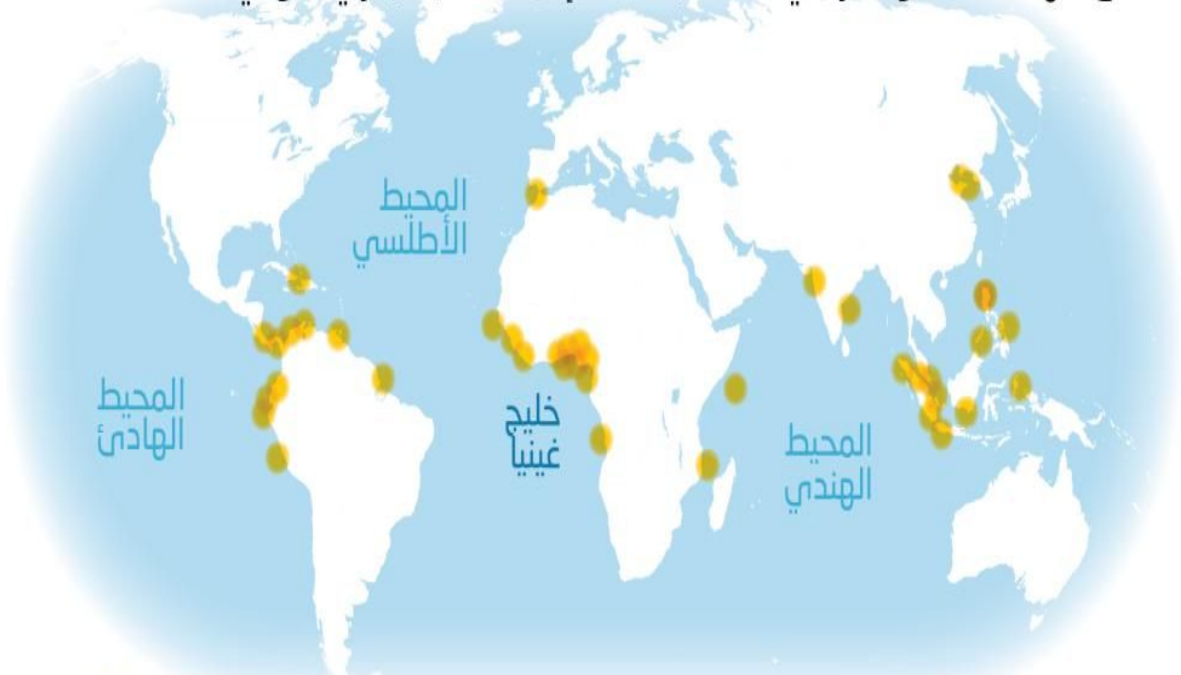 المحيط
الأطلسي
المحيط
الهادئ
خليج
غينيا
المحيط
الهندي